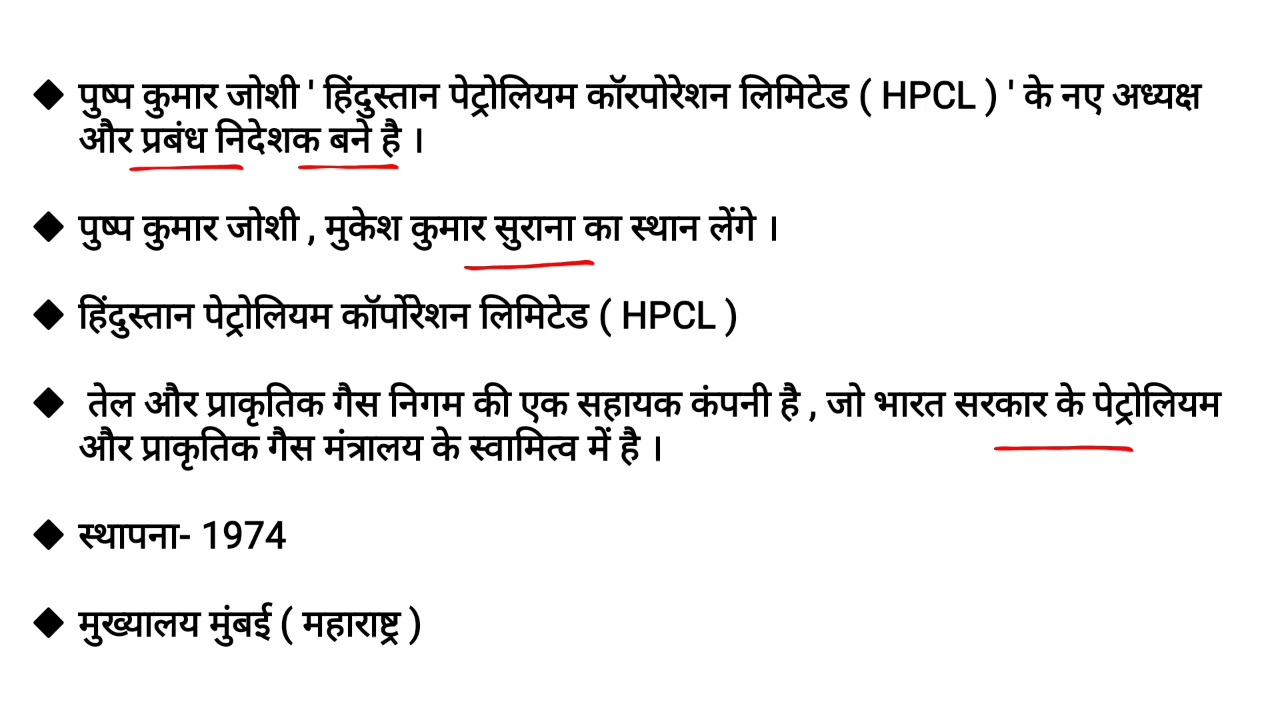 ◆ पुष्प कुमार जोशी ' हिंदुस्तान पेट्रोलियम कॉरपोरेशन लिमिटेड ( HPCL ) ' के नए अध्यक्ष
और प्रबंध निदेशक बने है ।
◆ पुष्प कुमार जोशी , मुकेश कुमार सुराना का स्थान लेंगे ।
◆ हिंदुस्तान पेट्रोलियम कॉर्पोरेशन लिमिटेड ( HPCL )
◆ तेल और प्राकृतिक गैस निगम की एक सहायक कंपनी है , जो भारत सरकार के पेट्रोलियम
और प्राकृतिक गैस मंत्रालय के स्वामित्व में है ।
◆ स्थापना- 1974
◆ मुख्यालय मुंबई ( महाराष्ट्र )